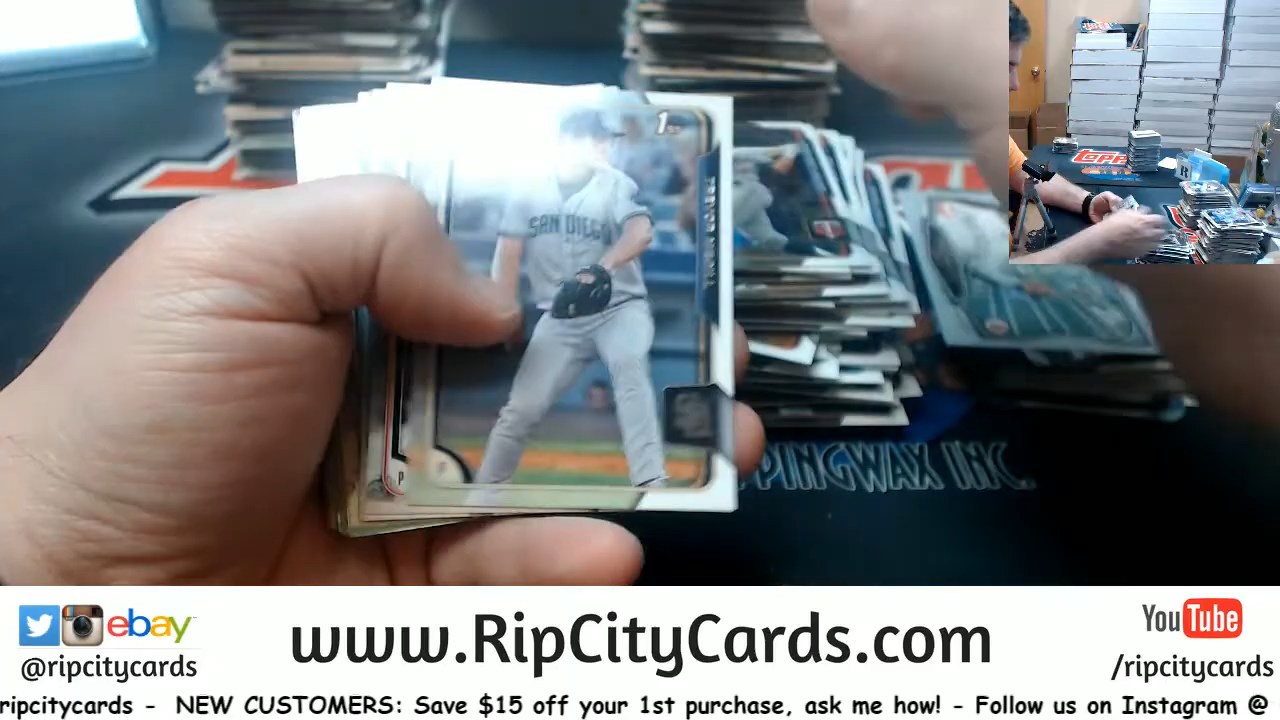 1st
SAN DIEGO
P
topps
R
PINGWAX INC.
ebay
@ripcitycards
www.RipCityCards.com
YouTube
/ripcitycards
ripcitycards - NEW CUSTOMERS: Save $15 off your 1st purchase, ask me how! - Follow us on Instagram @